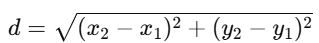 d = √((x₂ − x₁)² + (y₂ − y₁)²)